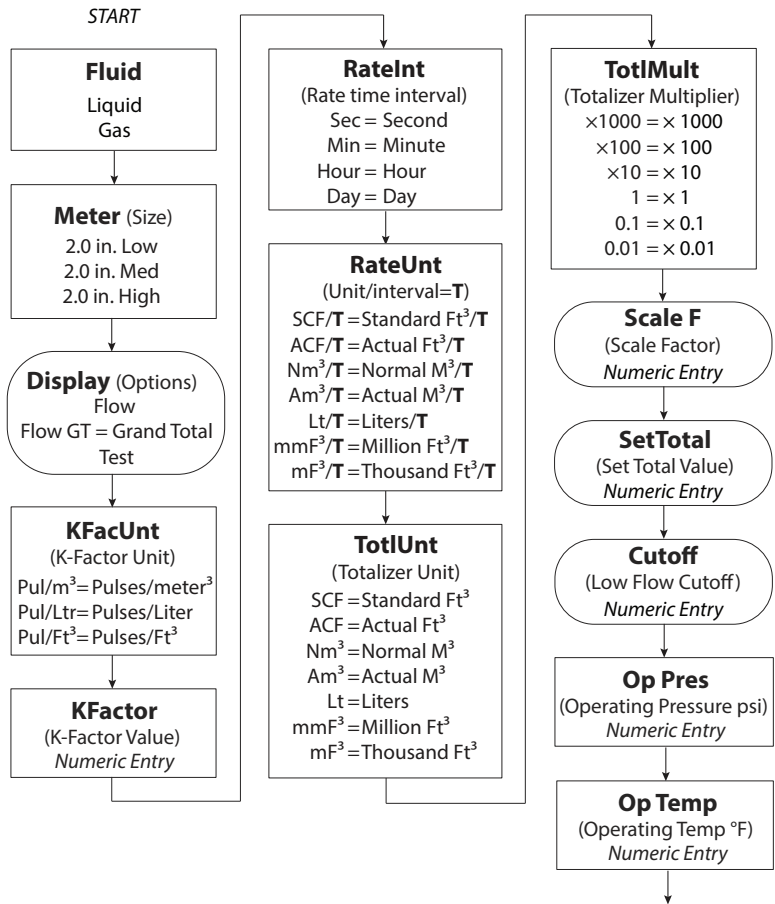 START
Fluid
Liquid
Gas
Meter (Size)
2.0 in. Low
2.0 in. Med
2.0 in. High
Display (Options)
Flow
Flow GT = Grand Total
Test
KFacUnt
(K-Factor Unit)
Pul/m³=Pulses/meter³
Pul/Ltr=Pulses/Liter
Pul/Ft³=Pulses/Ft³
KFactor
(K-Factor Value)
Numeric Entry
RateInt
(Rate time interval)
Sec = Second
Min = Minute
Hour = Hour
Day = Day
RateUnt
(Unit/interval=T)
SCF/T=Standard Ft³/T
ACF/T=Actual Ft³/T
Nm³/T=Normal M³/T
Am³/T=Actual M³/T
Lt/T=Liters/T
mmF³/T=Million Ft³/T
mF³/T=Thousand Ft³/T
TotlUnt
(Totalizer Unit)
SCF=Standard Ft³
ACF=Actual Ft³
Nm³=Normal M³
Am³=Actual M³
Lt=Liters
mmF³=Million Ft³
mF³=Thousand Ft³
TotlMult
(Totalizer Multiplier)
×1000 = × 1000
×100 = × 100
×10 = × 10
1 = × 1
0.1 = × 0.1
0.01 = × 0.01
Scale F
(Scale Factor)
Numeric Entry
SetTotal
(Set Total Value)
Numeric Entry
Cutoff
(Low Flow Cutoff)
Numeric Entry
Op Pres
(Operating Pressure psi)
Numeric Entry
Op Temp
(Operating Temp °F)
Numeric Entry